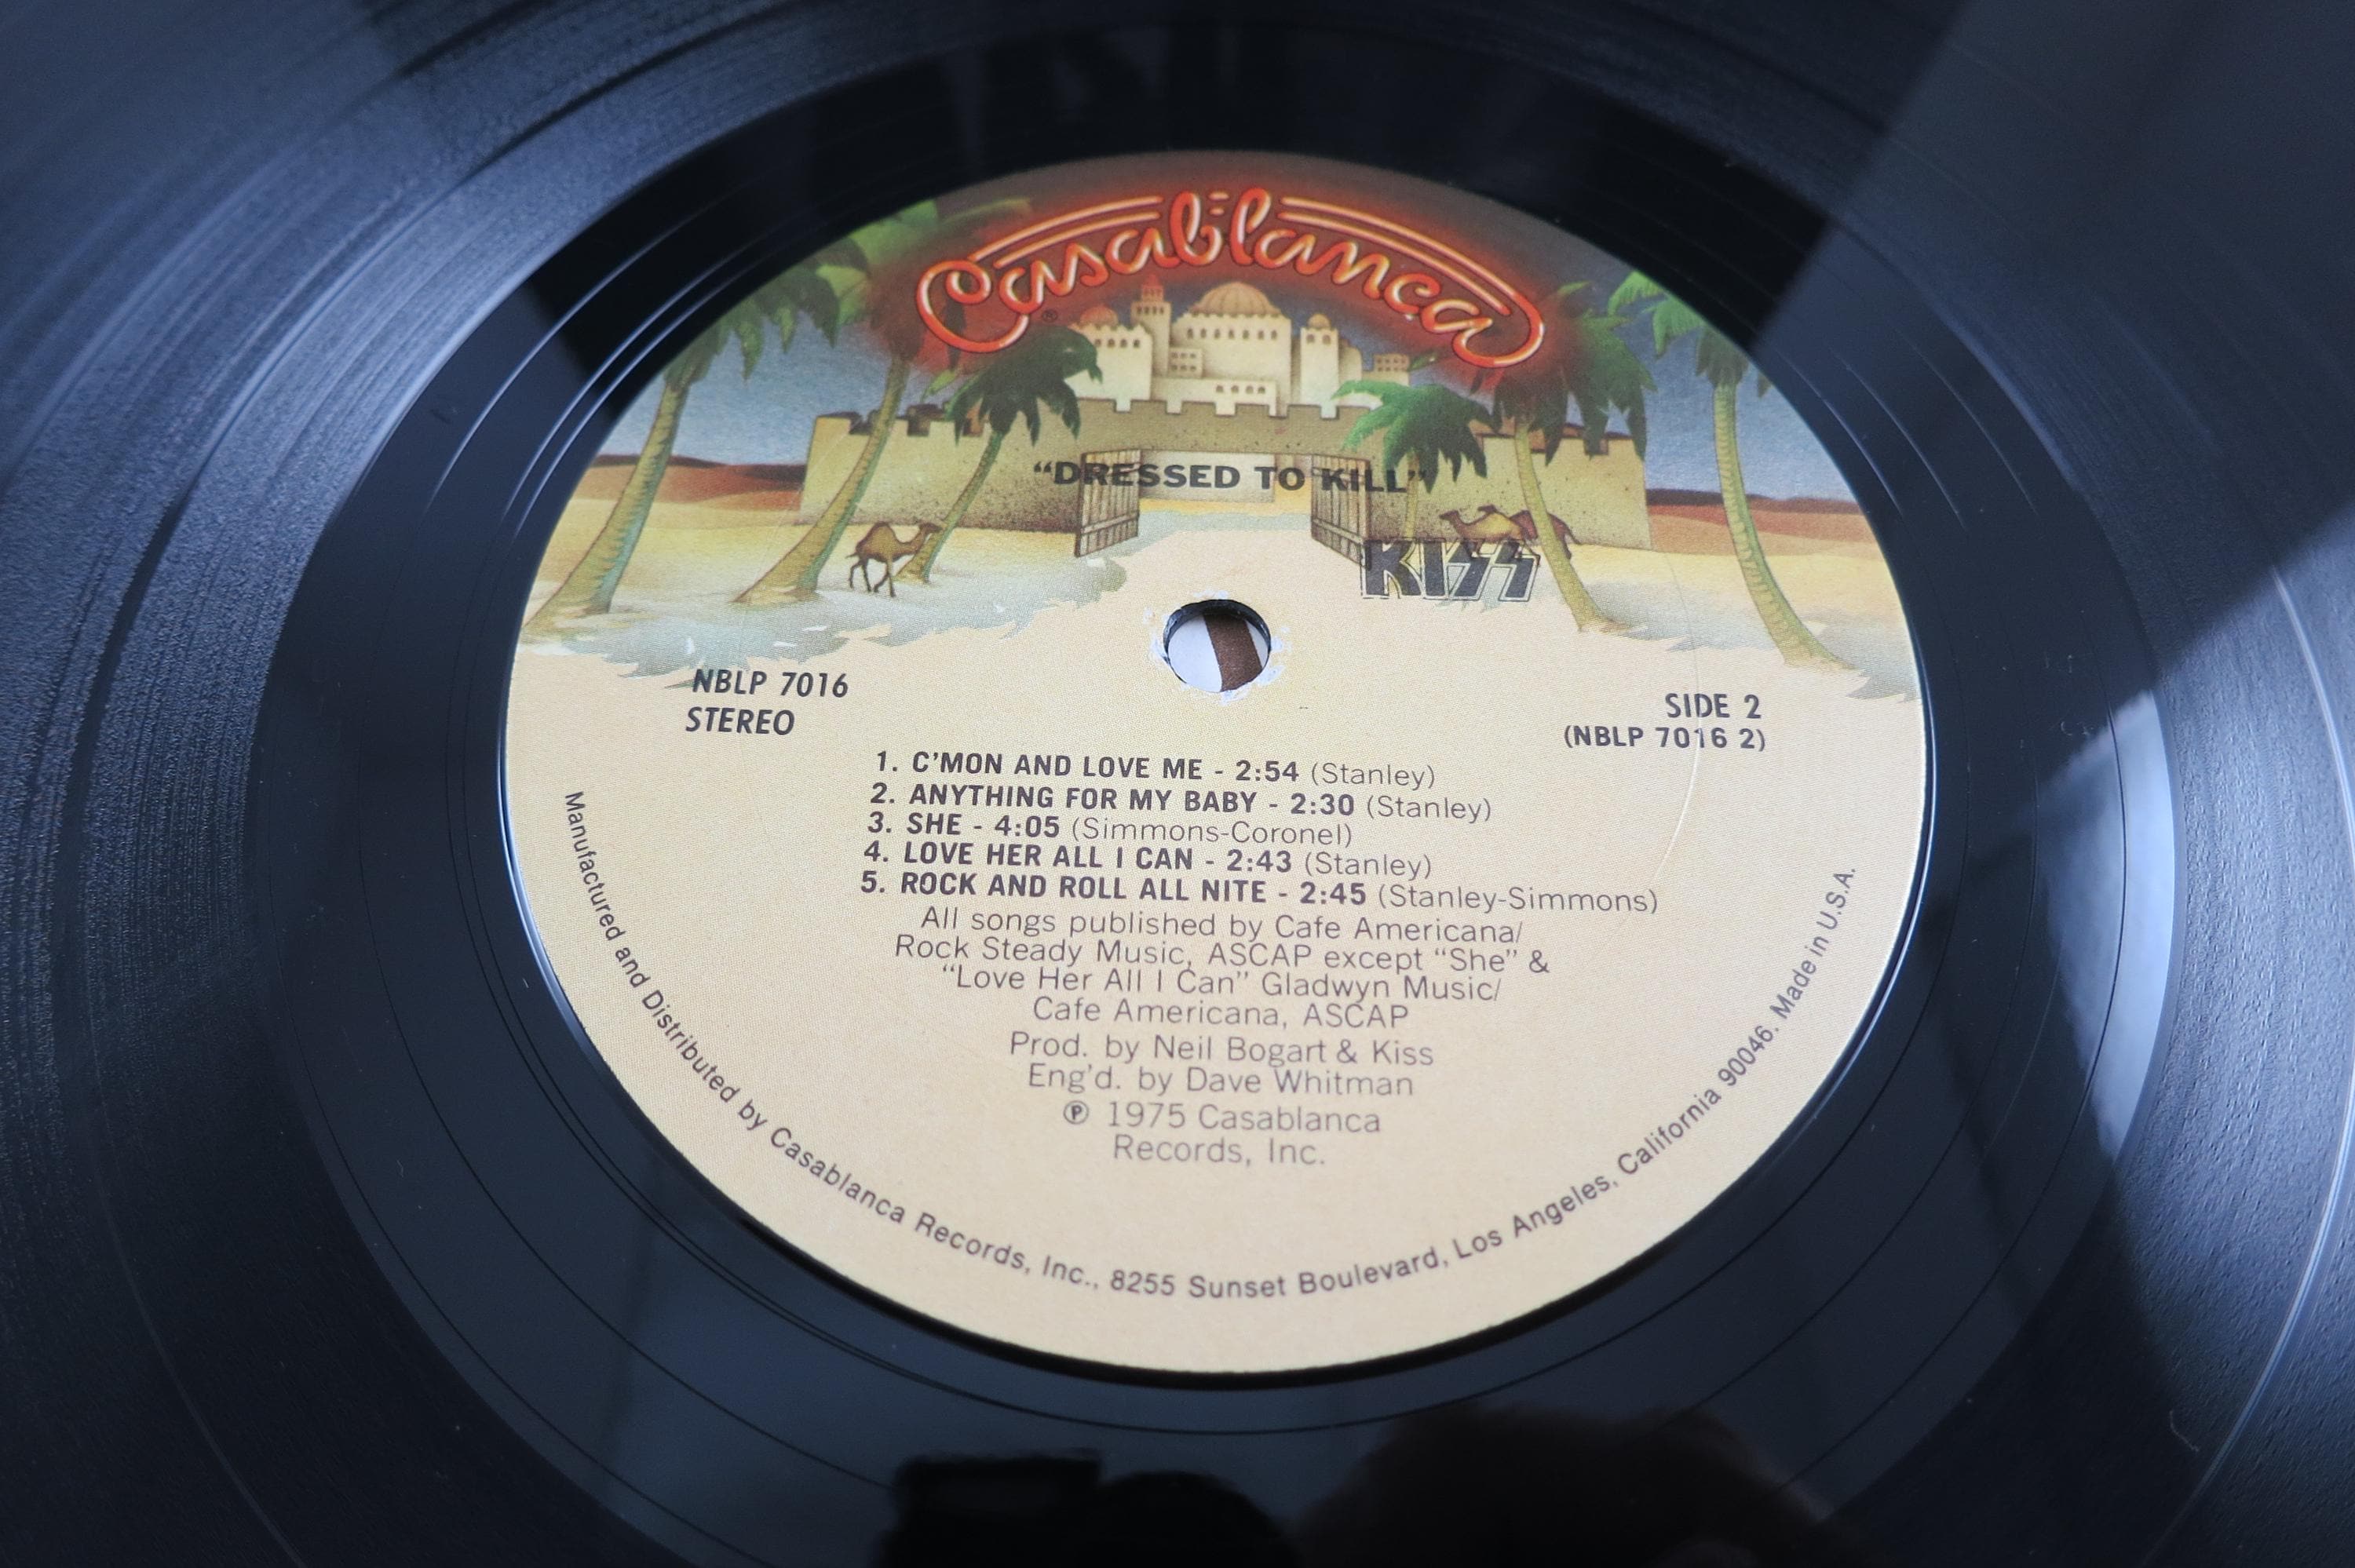 Casablanca
®
“DRESSED TO KILL”
KISS
NBLP 7016
STEREO
SIDE 2
(NBLP 7016 2)
1. C’MON AND LOVE ME - 2:54 (Stanley)
2. ANYTHING FOR MY BABY - 2:30 (Stanley)
3. SHE - 4:05 (Simmons-Coronel)
4. LOVE HER ALL I CAN - 2:43 (Stanley)
5. ROCK AND ROLL ALL NITE - 2:45 (Stanley-Simmons)
All songs published by Cafe Americana/
Rock Steady Music, ASCAP except “She” &
“Love Her All I Can” Gladwyn Music/
Cafe Americana, ASCAP
Prod. by Neil Bogart & Kiss
Eng’d. by Dave Whitman
℗ 1975 Casablanca
Records, Inc.
Manufactured and Distributed by Casablanca Records, Inc., 8255 Sunset Boulevard, Los Angeles, California 90046. Made in U.S.A.